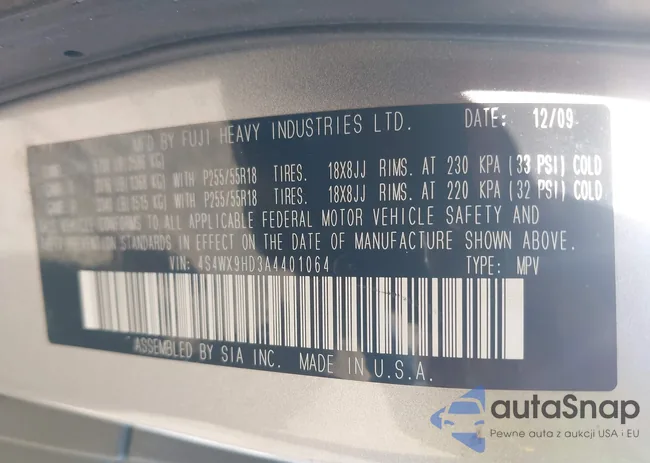 MFD BY FUJI HEAVY INDUSTRIES LTD. DATE: 12/09
WITH P255/55R18 TIRES. 18X8JJ RIMS. AT 230 KPA (33 PSI) COLD
WITH P255/55R18 TIRES. 18X8JJ RIMS. AT 220 KPA (32 PSI) COLD
VEHICLE CONFORMS TO ALL APPLICABLE FEDERAL MOTOR VEHICLE SAFETY AND
STANDARDS IN EFFECT ON THE DATE OF MANUFACTURE SHOWN ABOVE.
VIN: 4S4WX9HD3A4401064 TYPE: MPV
ASSEMBLED BY SIA INC. MADE IN U.S.A.
autaSnap
Pewne auta z aukcji USA i EU